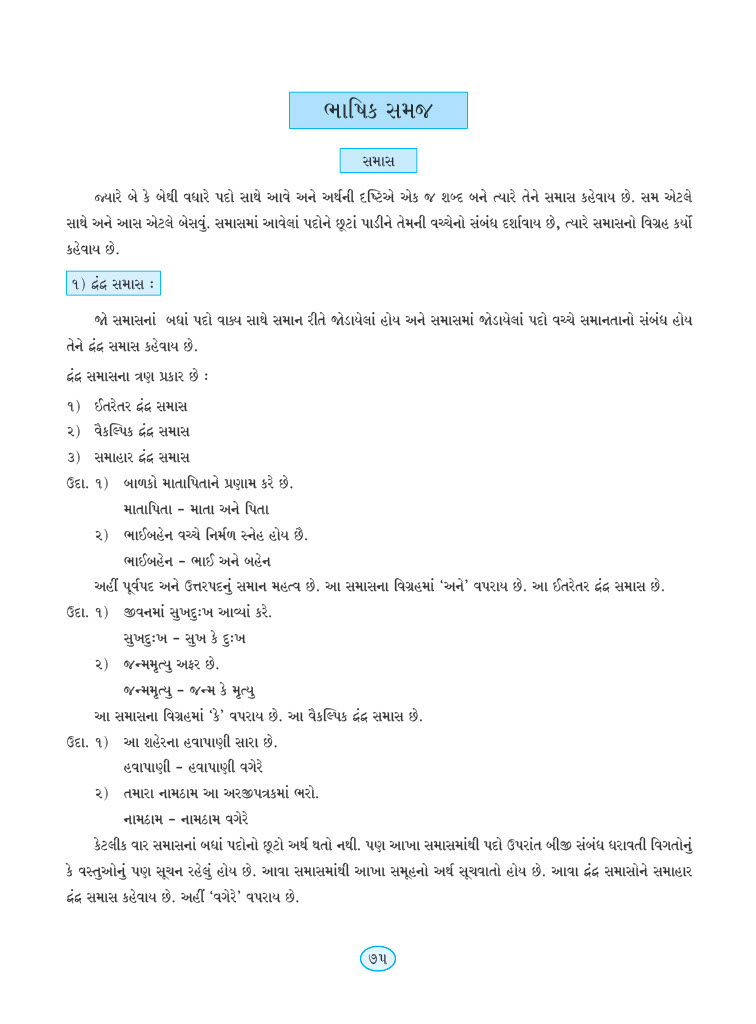 ભાષિક સમજ
સમાસ
જ્યારે બે કે બેથી વધારે પદો સાથે આવે અને અર્થની દૃષ્ટિએ એક જ શબ્દ બને ત્યારે તેને સમાસ કહેવાય છે. સમ એટલે
સાથે અને આસ એટલે બેસવું. સમાસમાં આવેલાં પદોને છૂટાં પાડીને તેમની વચ્ચેનો સંબંધ દર્શાવાય છે, ત્યારે સમાસનો વિગ્રહ કર્યો
કહેવાય છે.
૧) દ્વંદ્વ સમાસ :
જો સમાસનાં બધાં પદો વાક્ય સાથે સમાન રીતે જોડાયેલાં હોય અને સમાસમાં જોડાયેલાં પદો વચ્ચે સમાનતાનો સંબંધ હોય
તેને દ્વંદ્વ સમાસ કહેવાય છે.
દ્વંદ્વ સમાસના ત્રણ પ્રકાર છે :
૧) ઈતરેતર દ્વંદ્વ સમાસ
૨) વૈકલ્પિક દ્વંદ્વ સમાસ
૩) સમાહાર દ્વંદ્વ સમાસ
ઉદા. ૧) બાળકો માતાપિતાને પ્રણામ કરે છે.
માતાપિતા – માતા અને પિતા
૨) ભાઈબહેન વચ્ચે નિર્મળ સ્નેહ હોય છૈ.
ભાઈબહેન – ભાઈ અને બહેન
અહીં પૂર્વપદ અને ઉત્તરપદનું સમાન મહત્વ છે. આ સમાસના વિગ્રહમાં ‘અને’ વપરાય છે. આ ઈતરેતર દ્વંદ્વ સમાસ છે.
ઉદા. ૧) જીવનમાં સુખદુઃખ આવ્યાં કરે.
સુખદુઃખ – સુખ કે દુઃખ
૨) જન્મમૃત્યુ અફર છે.
જન્મમૃત્યુ – જન્મ કે મૃત્યુ
આ સમાસના વિગ્રહમાં ‘કે’ વપરાય છે. આ વૈકલ્પિક દ્વંદ્વ સમાસ છે.
ઉદા. ૧) આ શહેરના હવાપાણી સારા છે.
હવાપાણી – હવાપાણી વગેરે
૨) તમારા નામઠામ આ અરજીપત્રકમાં ભરો.
નામઠામ – નામઠામ વગેરે
કેટલીક વાર સમાસનાં બધાં પદોનો છૂટો અર્થ થતો નથી. પણ આખા સમાસમાંથી પદો ઉપરાંત બીજી સંબંધ ધરાવતી વિગતોનું
કે વસ્તુઓનું પણ સૂચન રહેલું હોય છે. આવા સમાસમાંથી આખા સમૂહનો અર્થ સૂચવાતો હોય છે. આવા દ્વંદ્વ સમાસોને સમાહાર
દ્વંદ્વ સમાસ કહેવાય છે. અહીં ‘વગેરે’ વપરાય છે.
૭૫